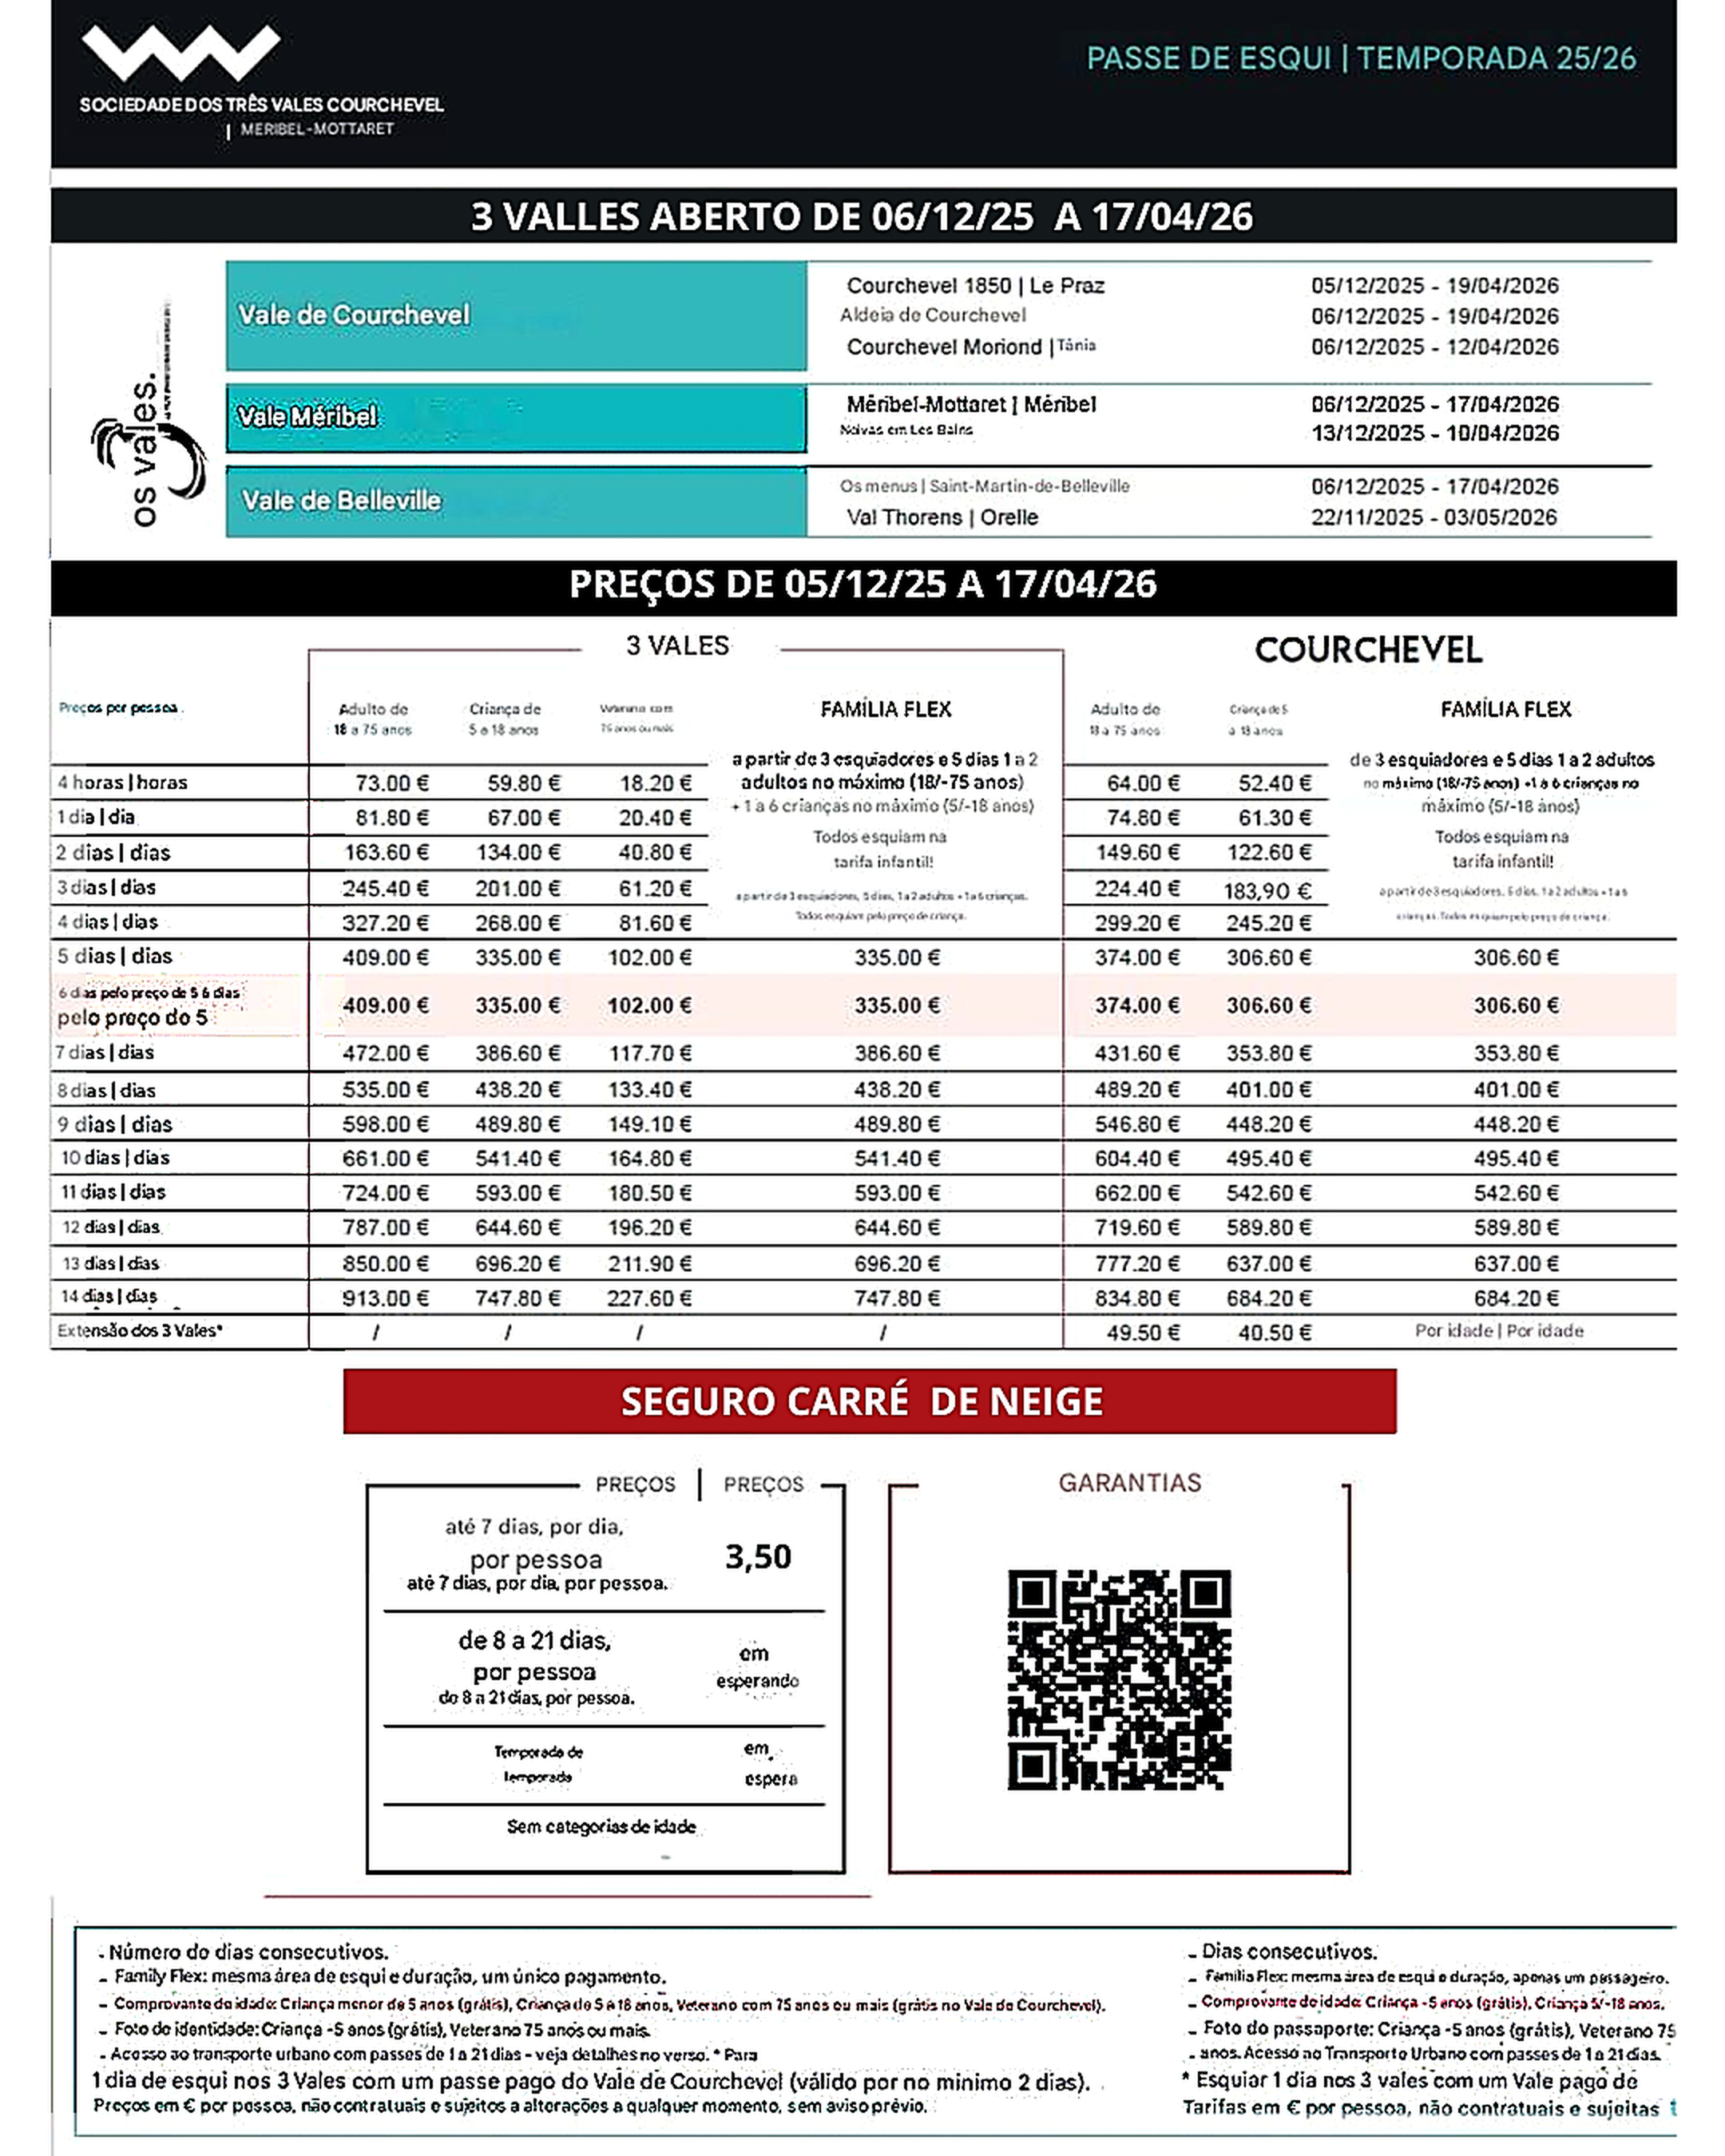 SOCIEDADE DOS TRÊS VALES COURCHEVEL
| MERIBEL-MOTTARET
PASSE DE ESQUI | TEMPORADA 25/26
3 VALLES ABERTO DE 06/12/25 A 17/04/26
os vales.
3
Vale de Courchevel
Courchevel 1850 | Le Praz 05/12/2025 - 19/04/2026
Aldeia de Courchevel 06/12/2025 - 19/04/2026
Courchevel Moriond | Tânia 06/12/2025 - 12/04/2026
Vale Méribel
Méribel-Mottaret | Méribel 06/12/2025 - 17/04/2026
Noivas em Les Bains 13/12/2025 - 10/04/2026
Vale de Belleville
Os menus | Saint-Martin-de-Belleville 06/12/2025 - 17/04/2026
Val Thorens | Orelle 22/11/2025 - 03/05/2026
PREÇOS DE 05/12/25 A 17/04/26
3 VALES COURCHEVEL
Preços por pessoa.
Adulto de
18 a 75 anos
Criança de
5 a 18 anos
Veterano com
75 anos ou mais
FAMÍLIA FLEX
a partir de 3 esquiadores e 5 dias 1 a 2
adultos no máximo (18/-75 anos)
+ 1 a 6 crianças no máximo (5/-18 anos)
Todos esquiam na
tarifa infantil!
a partir de 3 esquiadores, 5 dias, 1 a 2 adultos + 1 a 6 crianças.
Todos esquiam pelo preço de criança.
Adulto de
18 a 75 anos
Criança de 5
a 18 anos
FAMÍLIA FLEX
de 3 esquiadores e 5 dias 1 a 2 adultos
no máximo (18/-75 anos) +1 a 6 crianças no
máximo (5/-18 anos)
Todos esquiam na
tarifa infantil!
a partir de 3 esquiadores, 5 dias, 1 a 2 adultos + 1 a 6
crianças. Todos esquiam pelo preço de criança.
4 horas | horas 73.00 € 59.80 € 18.20 € 64.00 € 52.40 €
1 dia | dia 81.80 € 67.00 € 20.40 € 74.80 € 61.30 €
2 dias | dias 163.60 € 134.00 € 40.80 € 149.60 € 122.60 €
3 dias | dias 245.40 € 201.00 € 61.20 € 224.40 € 183,90 €
4 dias | dias 327.20 € 268.00 € 81.60 € 299.20 € 245.20 €
5 dias | dias 409.00 € 335.00 € 102.00 € 335.00 € 374.00 € 306.60 € 306.60 €
6 dias pelo preço de 5 6 dias
pelo preço do 5 409.00 € 335.00 € 102.00 € 335.00 € 374.00 € 306.60 € 306.60 €
7 dias | dias 472.00 € 386.60 € 117.70 € 386.60 € 431.60 € 353.80 € 353.80 €
8 dias | dias 535.00 € 438.20 € 133.40 € 438.20 € 489.20 € 401.00 € 401.00 €
9 dias | dias 598.00 € 489.80 € 149.10 € 489.80 € 546.80 € 448.20 € 448.20 €
10 dias | dias 661.00 € 541.40 € 164.80 € 541.40 € 604.40 € 495.40 € 495.40 €
11 dias | dias 724.00 € 593.00 € 180.50 € 593.00 € 662.00 € 542.60 € 542.60 €
12 dias | dias 787.00 € 644.60 € 196.20 € 644.60 € 719.60 € 589.80 € 589.80 €
13 dias | dias 850.00 € 696.20 € 211.90 € 696.20 € 777.20 € 637.00 € 637.00 €
14 dias | dias 913.00 € 747.80 € 227.60 € 747.80 € 834.80 € 684.20 € 684.20 €
Extensão dos 3 Vales* / / / / 49.50 € 40.50 € Por idade | Por idade
SEGURO CARRÉ DE NEIGE
PREÇOS | PREÇOS
até 7 dias, por dia,
por pessoa 3,50
até 7 dias, por dia, por pessoa.
de 8 a 21 dias,
por pessoa
do 8 a 21 dias, por pessoa.
em
esperando
Temporada de
temporada
em
espera
Sem categorias de idade
GARANTIAS
- Número do dias consecutivos.
- Family Flex: mesma área de esqui e duração, um único pagamento.
- Comprovante do idade: Criança menor de 5 anos (grátis), Criança do 5 a 18 anos, Veterano com 75 anos ou mais (grátis no Vale do Courchevel).
- Foto do identidade: Criança -5 anos (grátis), Veterano 75 anos ou mais.
- Acosso ao transporte urbano com passes de 1 a 21 dias - veja detalhes no verso. * Para
1 dia de esqui nos 3 Vales com um passe pago do Vale de Courchevel (válido por no mínimo 2 dias).
Preços em € por possoa, não contratuais o sujoitos a altorações a qualquer momento, sem aviso prévio.
- Dias consecutivos.
- Família Flex: mesma área de esqui o duração, apenas um passageiro.
- Comprovante do idade: Criança -5 anos (grátis), Criança 5/-18 anos,
- Foto do passaporte: Criança -5 anos (grátis), Veterano 75
- anos. Acesso ao Transporte Urbano com passes de 1 a 21 dias.
* Esquiar 1 dia nos 3 vales com um Vale pago de
Tarifas em € por pessoa, não contratuais e sujeitas